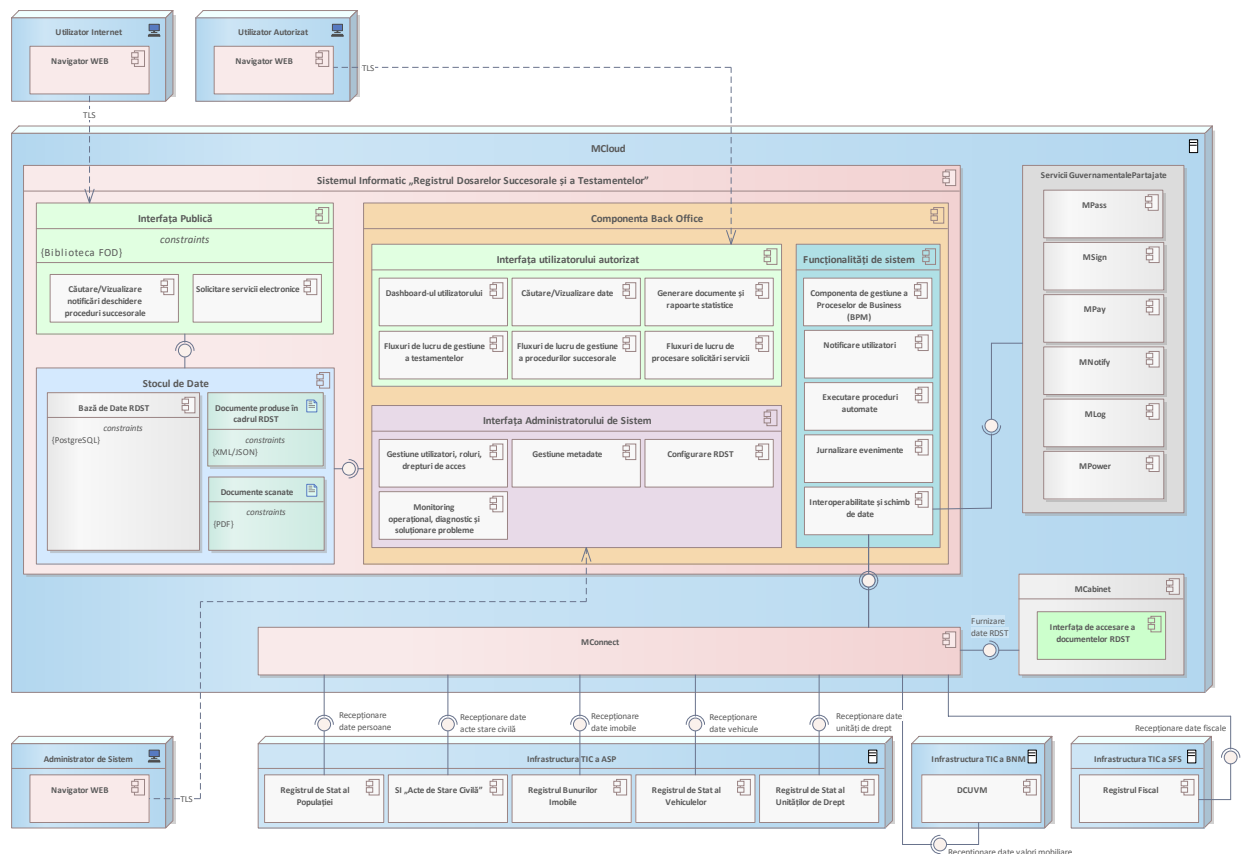 Utilizator Internet
Navigator WEB
Utilizator Autorizat
Navigator WEB
TLS
TLS
MCloud
Sistemul Informatic „Registrul Dosarelor Succesorale și a Testamentelor”
Interfața Publică
constraints
{Biblioteca FOD}
Căutare/Vizualizare
notificări deschidere
proceduri succesorale
Solicitare servicii electronice
Stocul de Date
Bază de Date RDST
constraints
{PostgreSQL}
Documente produse în
cadrul RDST
constraints
{XML/JSON}
Documente scanate
constraints
{PDF}
Componenta Back Office
Interfața utilizatorului autorizat
Dashboard-ul utilizatorului
Căutare/Vizualizare date
Generare documente și
rapoarte statistice
Fluxuri de lucru de gestiune
a testamentelor
Fluxuri de lucru de gestiune
a procedurilor succesorale
Fluxuri de lucru de
procesare solicitări servicii
Interfața Administratorului de Sistem
Gestiune utilizatori, roluri,
drepturi de acces
Gestiune metadate
Configurare RDST
Monitoring
operațional, diagnostic și
soluționare probleme
Funcționalități de sistem
Componenta de gestiune a
Proceselor de Business
(BPM)
Notificare utilizatori
Executare proceduri
automate
Jurnalizare evenimente
Interoperabilitate și schimb
de date
Servicii GuvernamentalePartajate
MPass
MSign
MPay
MNotify
MLog
MPower
MCabinet
Interfața de accesare a
documentelor RDST
Furnizare
date RDST
MConnect
Recepționare
date persoane
Recepționare date
acte stare civilă
Recepționare
date imobile
Recepționare
date vehicule
Recepționare date
unități de drept
Recepționare date fiscale
Administrator de Sistem
Navigator WEB
TLS
Infrastructura TIC a ASP
Registrul de Stat al
Populației
SI „Acte de Stare Civilă”
Registrul Bunurilor
Imobile
Registrul de Stat al
Vehiculelor
Registrul de Stat al
Unităților de Drept
Infrastructura TIC a BNM
DCUVM
Infrastructura TIC a SFS
Registrul Fiscal
Recepționare date valori mobiliare